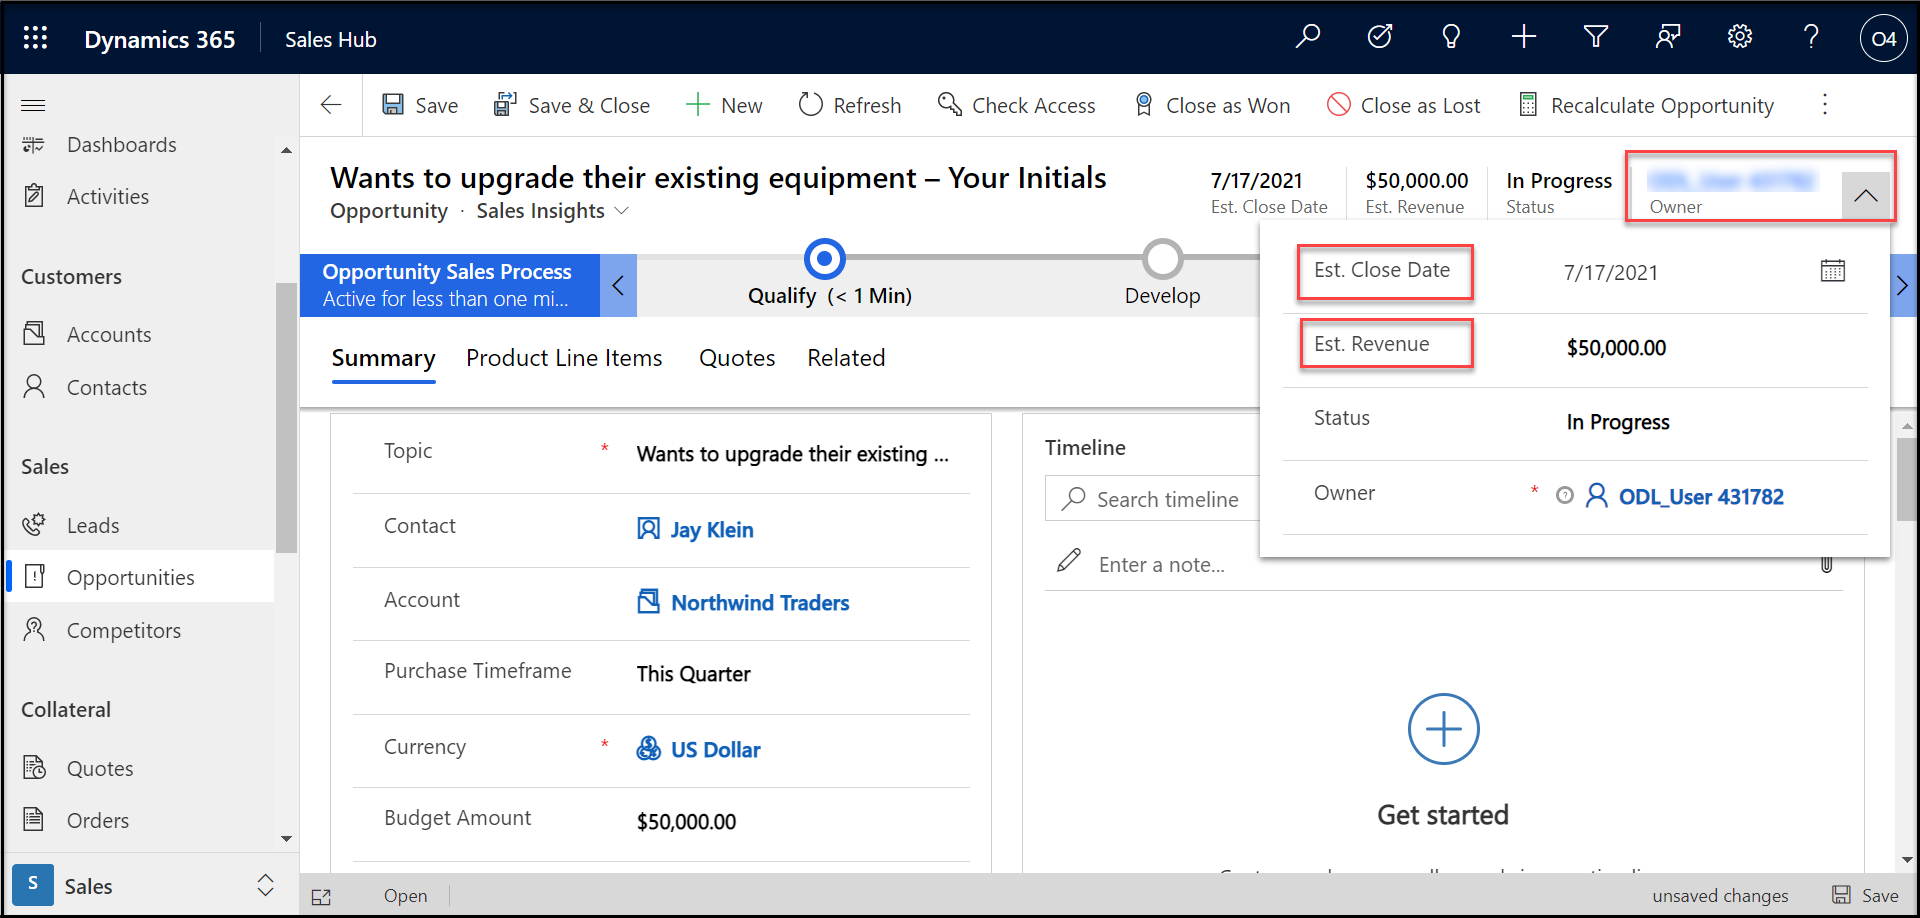 Dynamics 365
Sales Hub
O4
Save
Save & Close
New
Refresh
Check Access
Close as Won
Close as Lost
Recalculate Opportunity
Dashboards
Activities
Customers
Accounts
Contacts
Sales
Leads
Opportunities
Competitors
Collateral
Quotes
Orders
S
Sales
Wants to upgrade their existing equipment – Your Initials
Opportunity · Sales Insights
7/17/2021
Est. Close Date
$50,000.00
Est. Revenue
In Progress
Status
Owner
Opportunity Sales Process
Active for less than one mi...
Qualify (< 1 Min)
Develop
Est. Close Date 7/17/2021
Est. Revenue $50,000.00
Status In Progress
Owner * ODL_User 431782
Summary
Product Line Items
Quotes
Related
Topic * Wants to upgrade their existing ...
Contact Jay Klein
Account Northwind Traders
Purchase Timeframe This Quarter
Currency * US Dollar
Budget Amount $50,000.00
Timeline
Search timeline
Enter a note...
Get started
Open
unsaved changes
Save